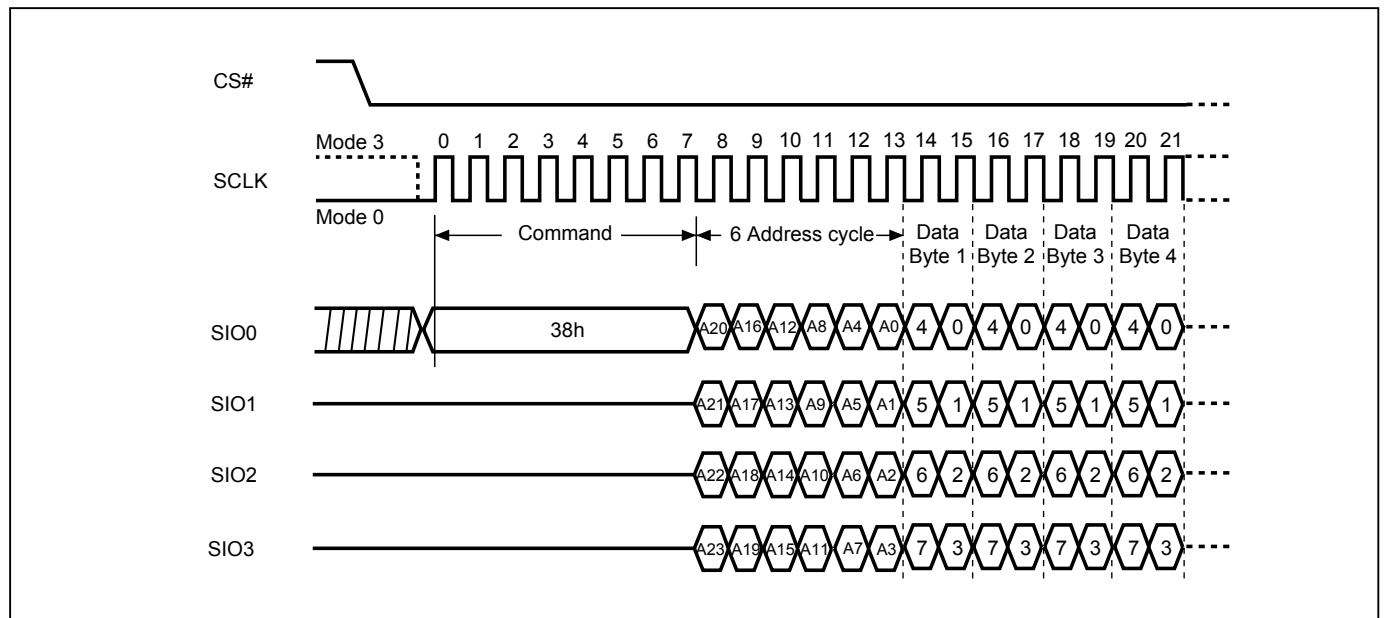 CS#
Mode 3
0 1 2 3 4 5 6 7 8 9 10 11 12 13 14 15 16 17 18 19 20 21
SCLK
Mode 0
Command
6 Address cycle
Data Byte 1
Data Byte 2
Data Byte 3
Data Byte 4
SIO0
38h
A20 A16 A12 A8 A4 A0 4 0 4 0 4 0 4 0
SIO1
A21 A17 A13 A9 A5 A1 5 1 5 1 5 1 5 1
SIO2
A22 A18 A14 A10 A6 A2 6 2 6 2 6 2 6 2
SIO3
A23 A19 A15 A11 A7 A3 7 3 7 3 7 3 7 3